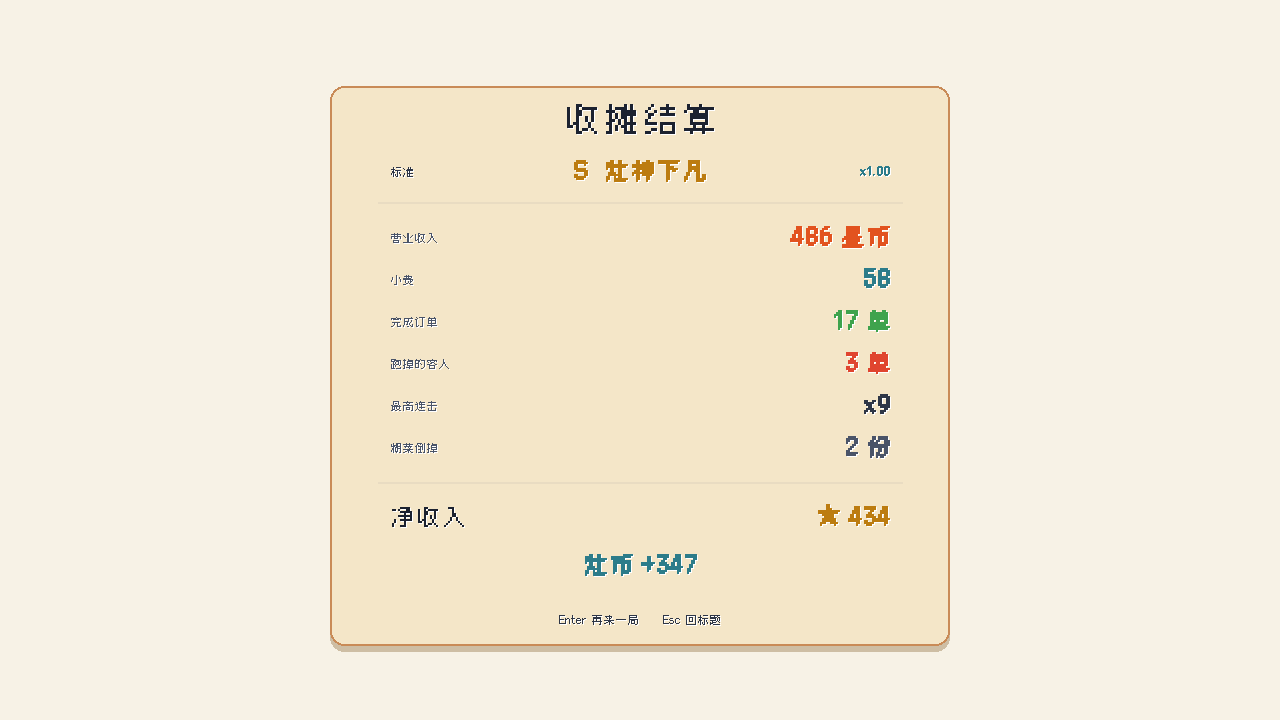 收摊结算
标准 S 灶神下凡 x1.00
营业收入 486 星币
小费 58
完成订单 17 单
跑掉的客人 3 单
最高连击 x9
糊菜倒掉 2 份
净收入 ★ 434
灶币 +347
Enter 再来一局 Esc 回标题